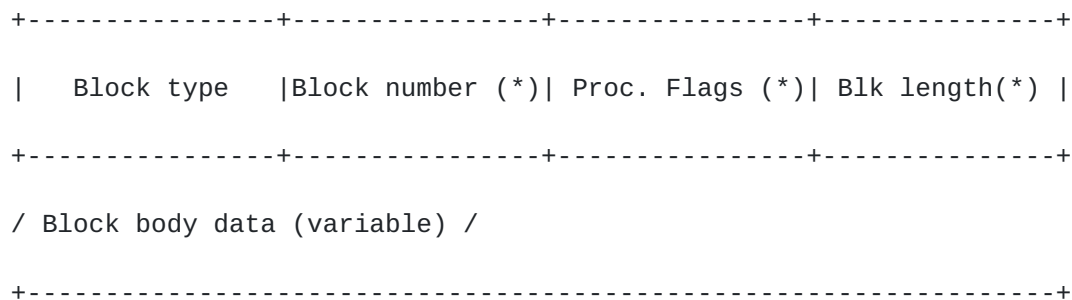 +----------------+----------------+----------------+---------------+
|   Block type   |Block number (*)| Proc. Flags (*)| Blk length(*) |
+----------------+----------------+----------------+---------------+
/ Block body data (variable) /
+-------------------------------------------------------------------+